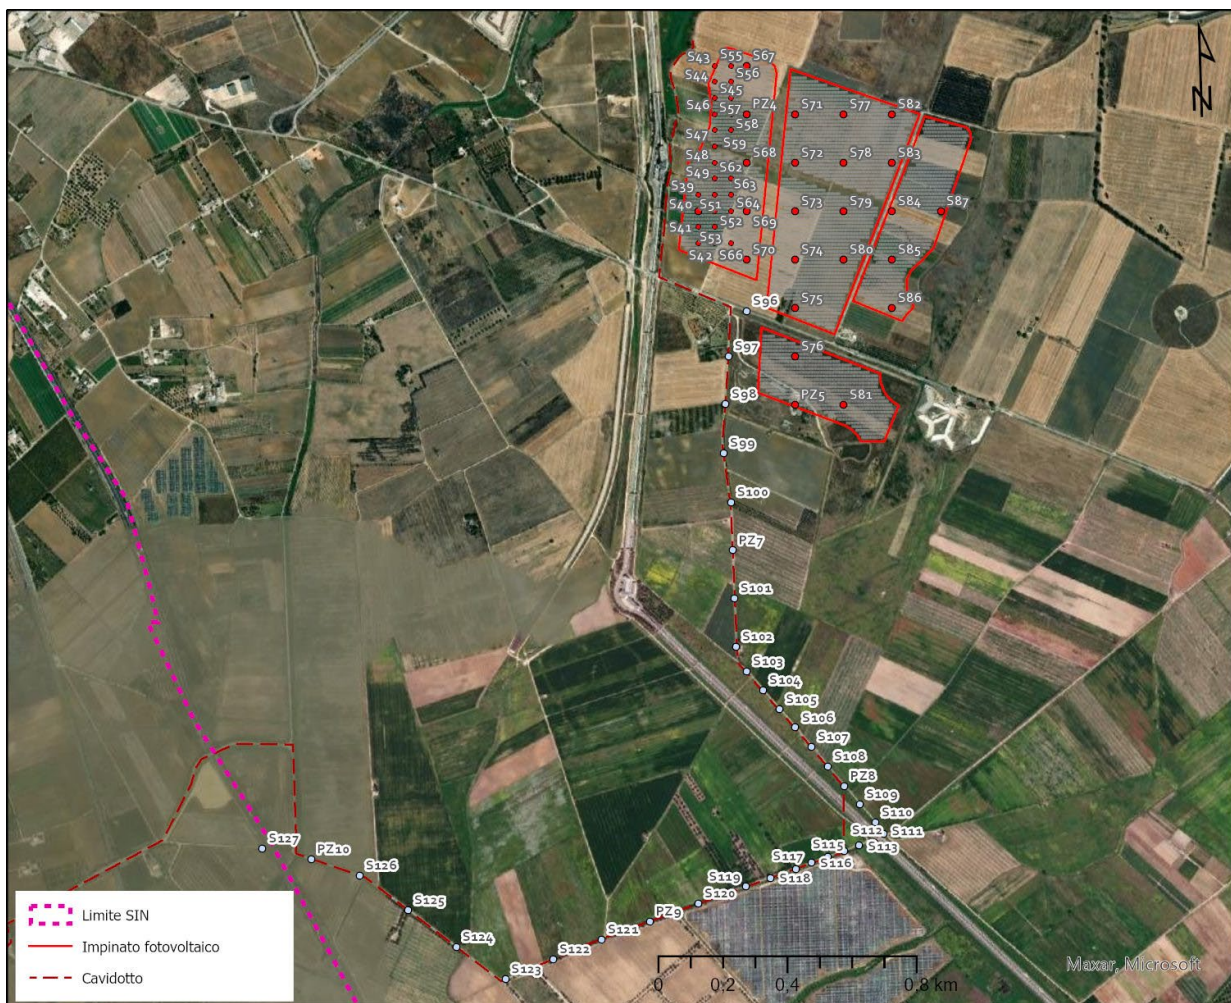 S43 S55 S67
S44 S56
S45
S46 S57 PZ4 S71 S77 S82
S58
S47 S59
S48 S68 S72 S78 S83
S49 S62
S39 S63
S40 S51 S64 S73 S79 S84 S87
S41 S52 S69
S53
S42 S66 S70 S74 S80 S85
S96 S75 S86
S97 S76
S98 PZ5 S81
S99
S100
PZ7
S101
S102
S103
S104
S105
S106
S107
S108
PZ8
S109
S110
S111
S112
S113
S115
S116
S117
S118
S119
S120
PZ9
S121
S122
S123
S124
S125
S126
PZ10
S127
N
Limite SIN
Impinato fotovoltaico
Cavidotto
0 0.2 0.4 0.8 km
Maxar, Microsoft